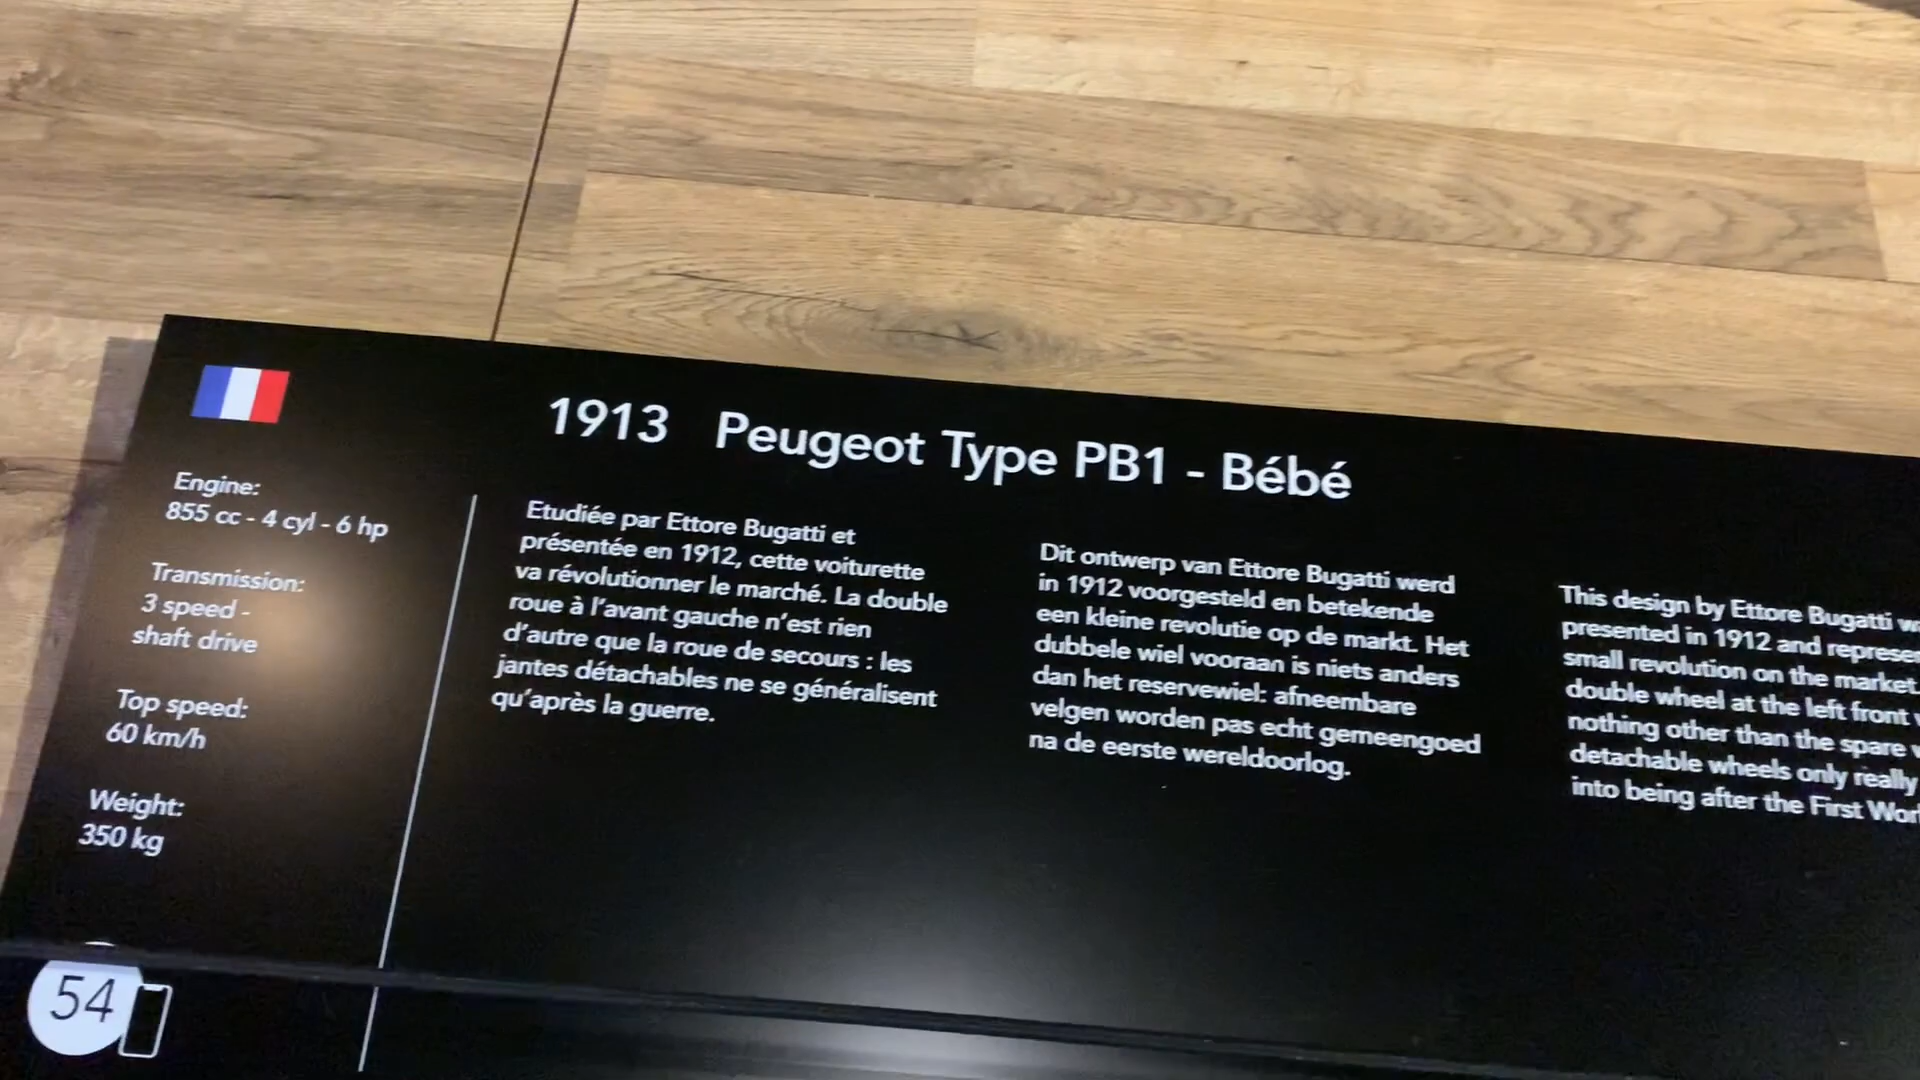 1913 Peugeot Type PB1 - Bébé
Engine:
855 cc - 4 cyl - 6 hp
Transmission:
3 speed -
shaft drive
Top speed:
60 km/h
Weight:
350 kg
54
Etudiée par Ettore Bugatti et
présentée en 1912, cette voiturette
va révolutionner le marché. La double
roue à l'avant gauche n'est rien
d'autre que la roue de secours : les
jantes détachables ne se généralisent
qu'après la guerre.
Dit ontwerp van Ettore Bugatti werd
in 1912 voorgesteld en betekende
een kleine revolutie op de markt. Het
dubbele wiel vooraan is niets anders
dan het reservewiel: afneembare
velgen worden pas echt gemeengoed
na de eerste wereldoorlog.
This design by Ettore Bugatti
presented in 1912 and
small revolution on the market.
double wheel at the left front
nothing other than the spare
detachable wheels only really
into being after the First